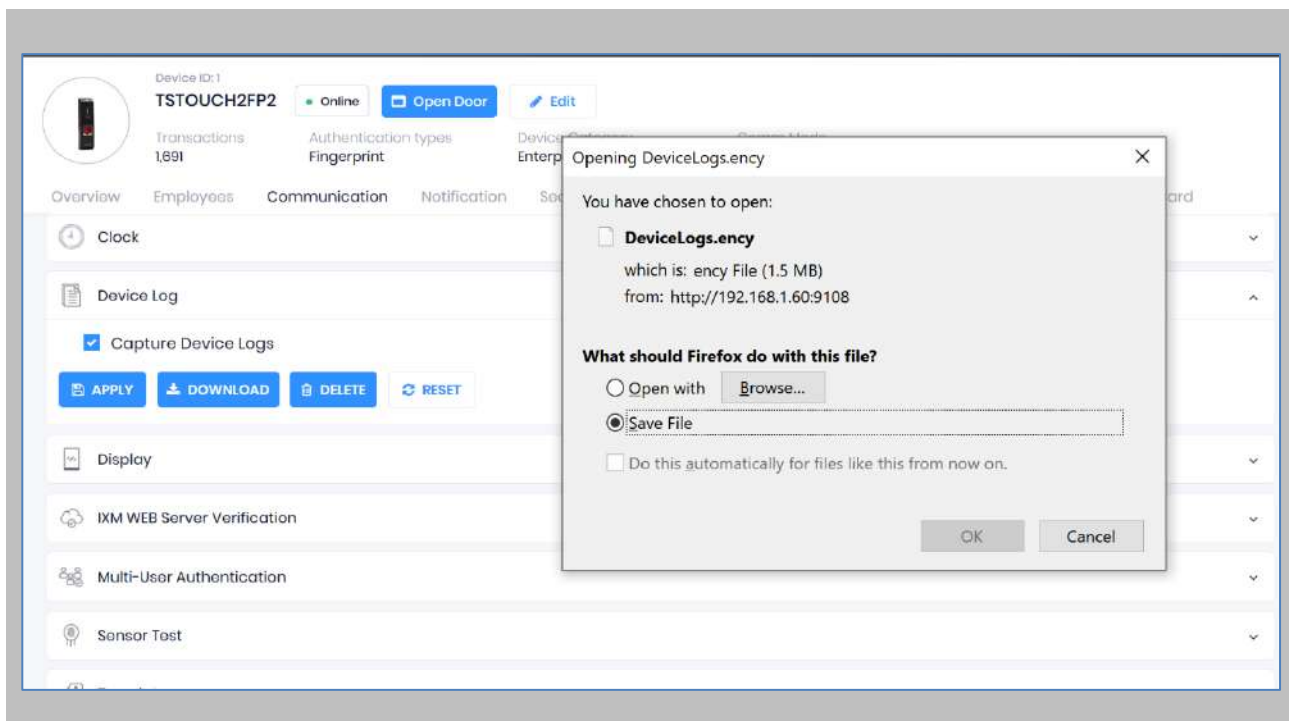 Device ID: 1
TSTOUCH2FP2 Online Open Door Edit
Transactions Authentication types
1,691 Fingerprint
Overview Employees Communication Notification
Clock
Device Log
Capture Device Logs
APPLY DOWNLOAD DELETE RESET
Display
IXM WEB Server Verification
Multi-User Authentication
Sensor Test
Opening DeviceLogs.ency
You have chosen to open:
DeviceLogs.ency
which is: ency File (1.5 MB)
from: http://192.168.1.60:9108
What should Firefox do with this file?
Open with Browse...
Save File
Do this automatically for files like this from now on.
OK Cancel